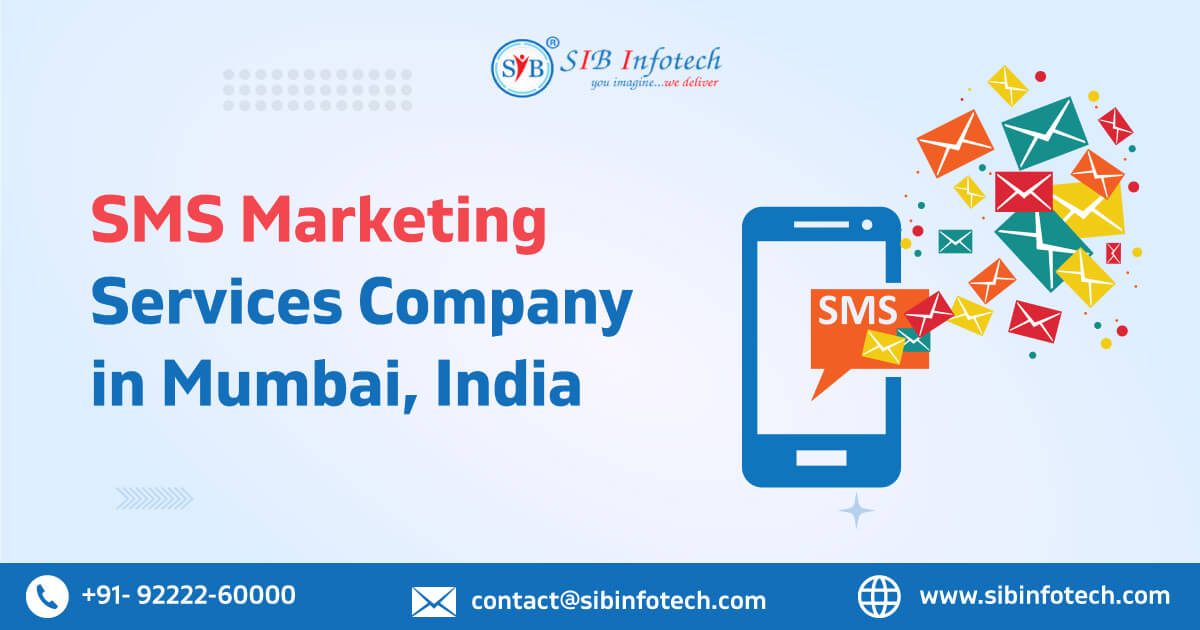 SYB ®
SIB Infotech
you imagine...we deliver
SMS Marketing
Services Company
in Mumbai, India
SMS
+91- 92222-60000
contact@sibinfotech.com
www.sibinfotech.com